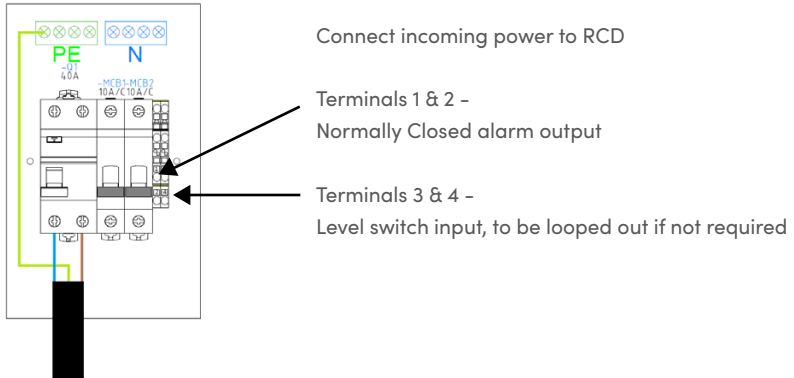 PE
N
-Q1
40A
-MCB1-MCB2
10A/C10A/C
Connect incoming power to RCD
Terminals 1 & 2 -
Normally Closed alarm output
Terminals 3 & 4 -
Level switch input, to be looped out if not required